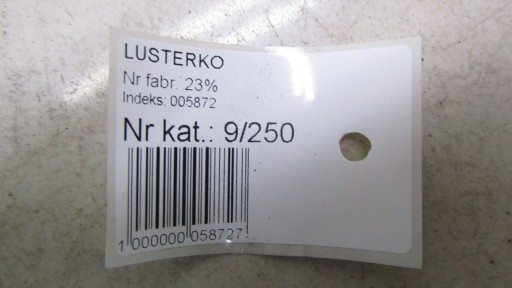 LUSTERKO
Nr fabr. 23%
Indeks: 005872
Nr kat.: 9/250
1 000000 058727